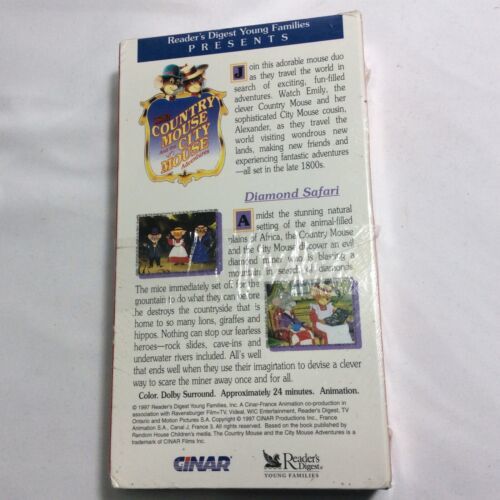 Reader's Digest Young Families
PRESENTS
COUNTRY
MOUSE
CITY
MOUSE
Adventures
Join this adorable mouse duo
as they travel the world in
search of exciting, fun-filled
adventures. Watch Emily, the
clever Country Mouse and her
sophisticated City Mouse cousin,
Alexander, as they travel the
world visiting wondrous new
lands, making new friends and
experiencing fantastic adventures
—all set in the late 1800s.
Diamond Safari
Amidst the stunning natural
setting of the animal-filled
plains of Africa, the Country Mouse
and the City Mouse discover an evil
diamond miner who is blasting a
mountain in search of diamonds.
The mice immediately set off for the
mountain to do what they can before
he destroys the countryside that is
home to so many lions, giraffes and
hippos. Nothing can stop our fearless
heroes—rock slides, cave-ins and
underwater rivers included. All's well
that ends well when they use their imagination to devise a clever
way to scare the miner away once and for all.
Color. Dolby Surround. Approximately 24 minutes. Animation.
© 1997 Reader's Digest Young Families, Inc. A Cinar-France Animation co-production in
association with Ravensburger Film+TV, Videal, WIC Entertainment, Reader's Digest, TV
Ontario and Motion Pictures S.A. Copyright © 1997 CINAR Productions Inc., France
Animation S.A., Canal J, France 3. All rights reserved. Based on the book published by
Random House Children's media. The Country Mouse and the City Mouse Adventures is a
trademark of CINAR Films Inc.
CINAR
Reader's
Digest
YOUNG FAMILIES